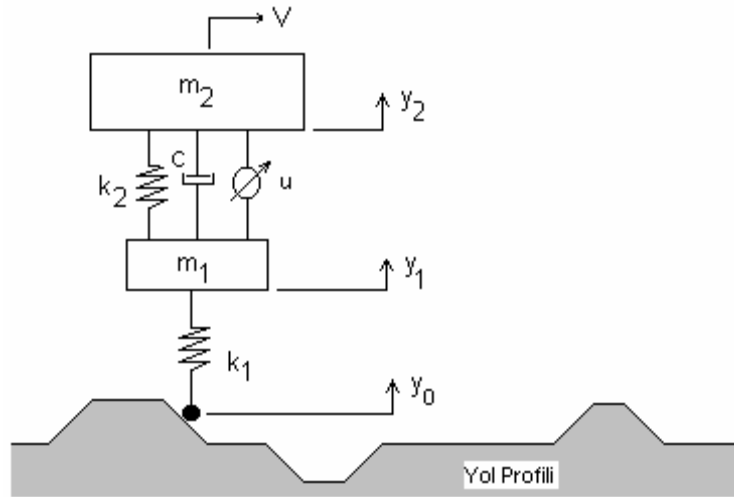 V
m₂
y₂
C
k₂
u
m₁
y₁
k₁
y₀
Yol Profili